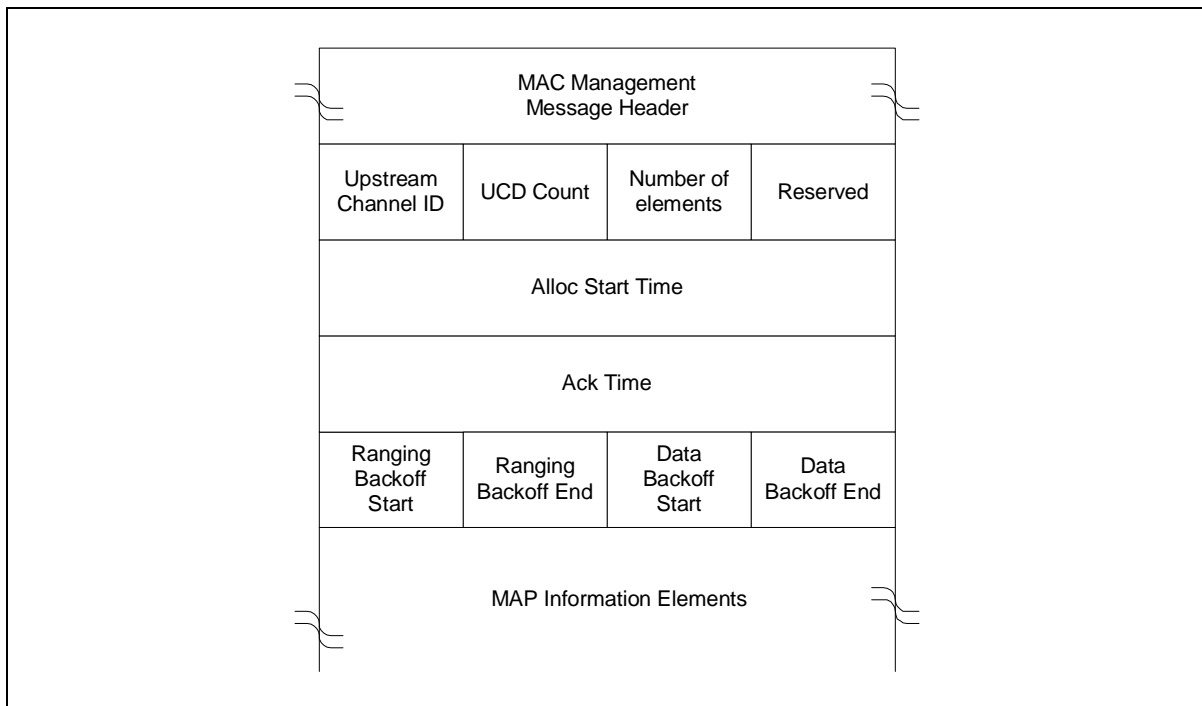 MAC Management
Message Header
Upstream
Channel ID
UCD Count
Number of
elements
Reserved
Alloc Start Time
Ack Time
Ranging
Backoff
Start
Ranging
Backoff End
Data
Backoff
Start
Data
Backoff End
MAP Information Elements